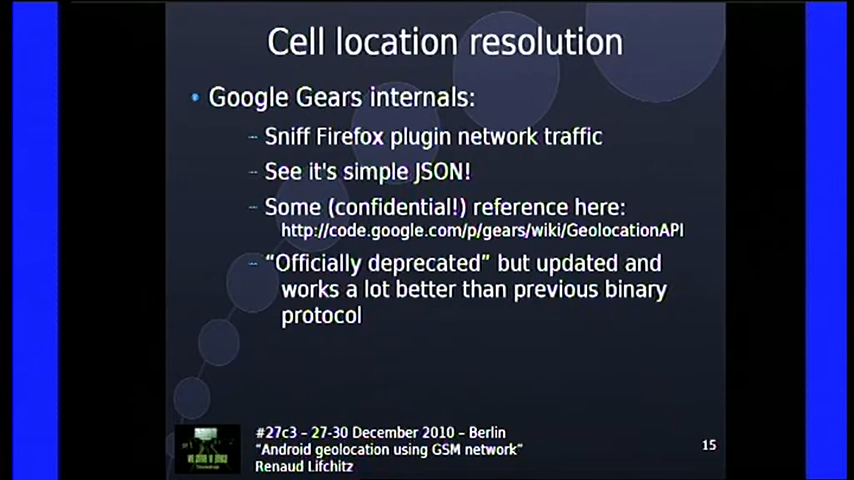 Cell location resolution
Google Gears internals:
Sniff Firefox plugin network traffic
See it's simple JSON!
Some (confidential!) reference here:
http://code.google.com/p/gears/wiki/GeolocationAPI
“Officially deprecated” but updated and
works a lot better than previous binary
protocol
#27c3 – 27-30 December 2010 – Berlin
“Android geolocation using GSM network”
Renaud Lifchitz
15